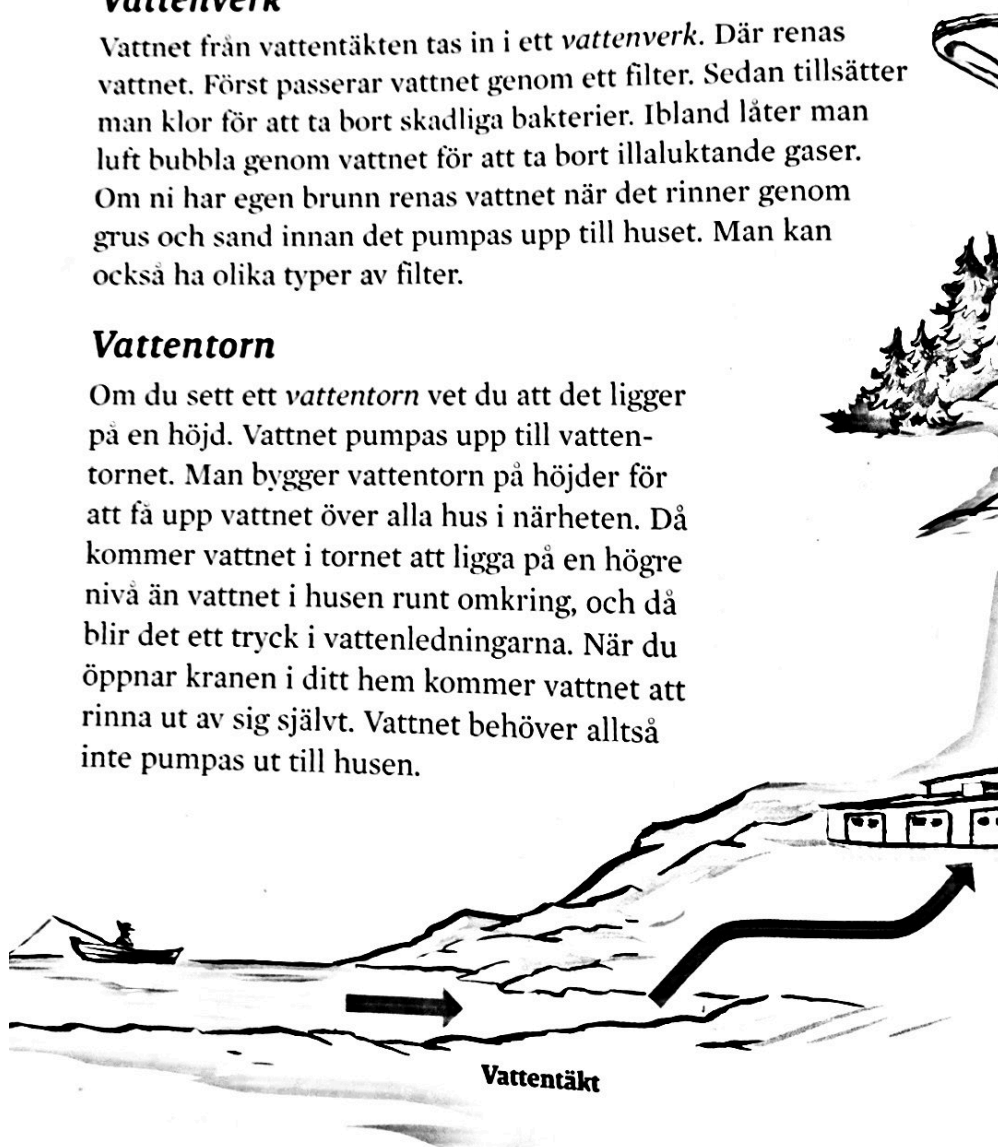 Vattenverk
Vattnet från vattentäkten tas in i ett vattenverk. Där renas
vattnet. Först passerar vattnet genom ett filter. Sedan tillsätter
man klor för att ta bort skadliga bakterier. Ibland låter man
luft bubbla genom vattnet för att ta bort illaluktande gaser.
Om ni har egen brunn renas vattnet när det rinner genom
grus och sand innan det pumpas upp till huset. Man kan
också ha olika typer av filter.
Vattentorn
Om du sett ett vattentorn vet du att det ligger
på en höjd. Vattnet pumpas upp till vatten-
tornet. Man bygger vattentorn på höjder för
att få upp vattnet över alla hus i närheten. Då
kommer vattnet i tornet att ligga på en högre
nivå än vattnet i husen runt omkring, och då
blir det ett tryck i vattenledningarna. När du
öppnar kranen i ditt hem kommer vattnet att
rinna ut av sig självt. Vattnet behöver alltså
inte pumpas ut till husen.
Vattentäkt